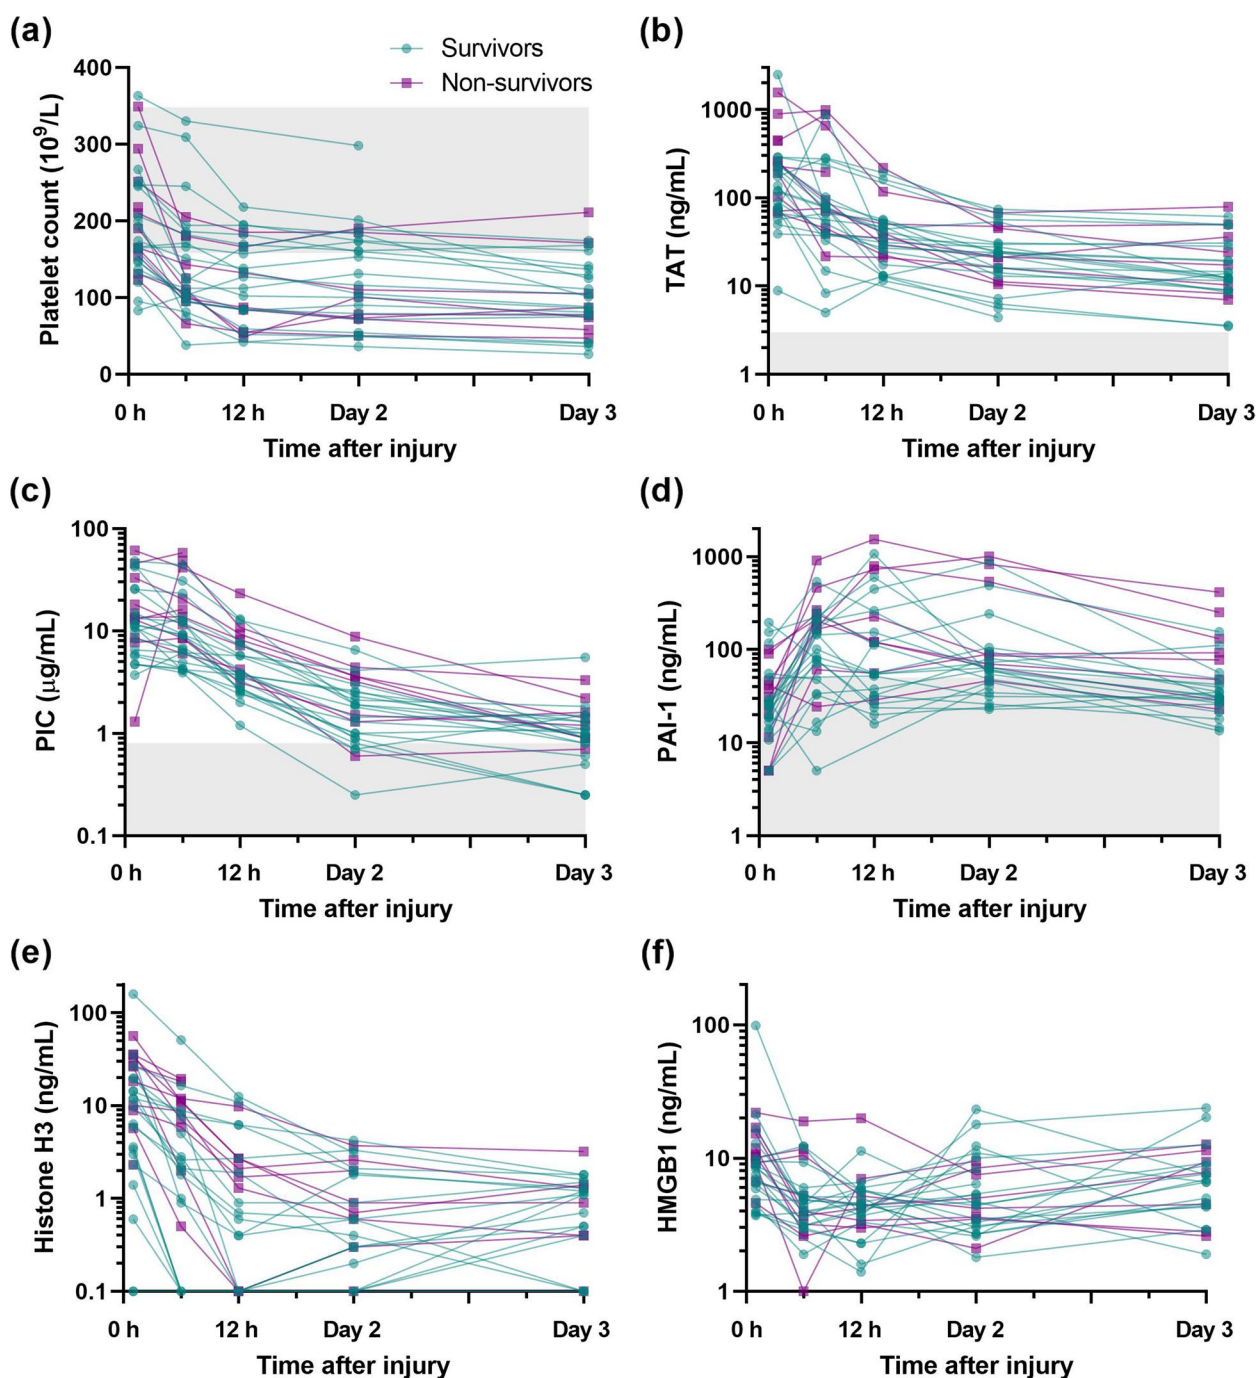 (a)
Survivors
Non-survivors
400
300
200
100
0
Platelet count (10⁹/L)
0 h 12 h Day 2 Day 3
Time after injury
(b)
1000
100
10
1
TAT (ng/mL)
0 h 12 h Day 2 Day 3
Time after injury
(c)
100
10
1
0.1
PIC (μg/mL)
0 h 12 h Day 2 Day 3
Time after injury
(d)
1000
100
10
1
PAI-1 (ng/mL)
0 h 12 h Day 2 Day 3
Time after injury
(e)
100
10
1
0.1
Histone H3 (ng/mL)
0 h 12 h Day 2 Day 3
Time after injury
(f)
100
10
1
HMGB1 (ng/mL)
0 h 12 h Day 2 Day 3
Time after injury